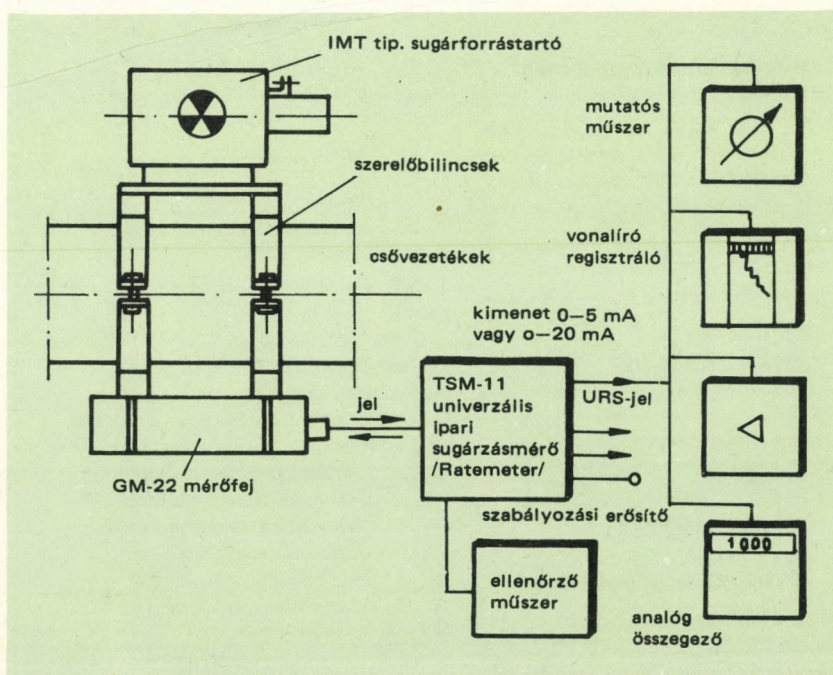 IMT tip. sugárforrástartó
mutatós
műszer
szerelőbilincsek
csővezetékek
vonalíró
regisztráló
kimenet 0—5 mA
vagy o—20 mA
TSM-11
univerzális
ipari
sugárzásmérő
/Ratemeter/
jel
URS-jel
GM-22 mérőfej
szabályozási erősítő
1000
ellenőrző
műszer
analóg
összegező